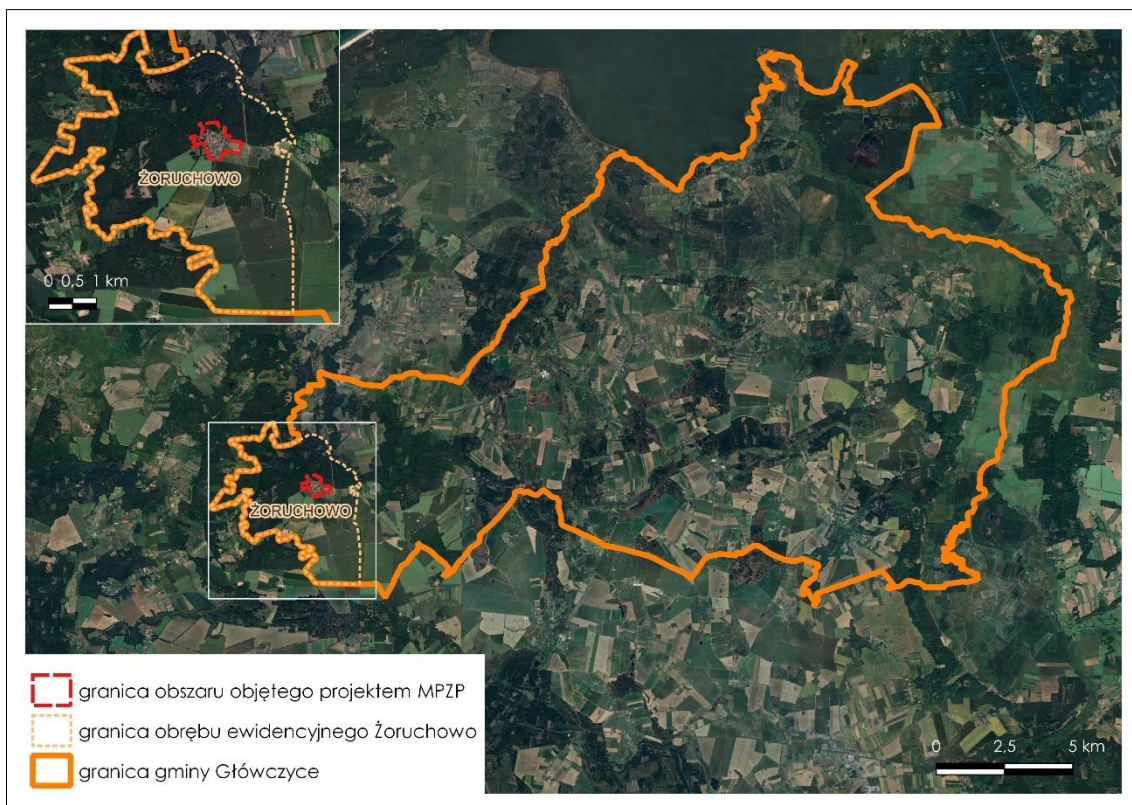 ŻORUCHOWO
0 0,5 1 km
ŻORUCHOWO
granica obszaru objętego projektem MPZP
granica obrębu ewidencyjnego Żoruchowo
granica gminy Główczyce
0 2,5 5 km